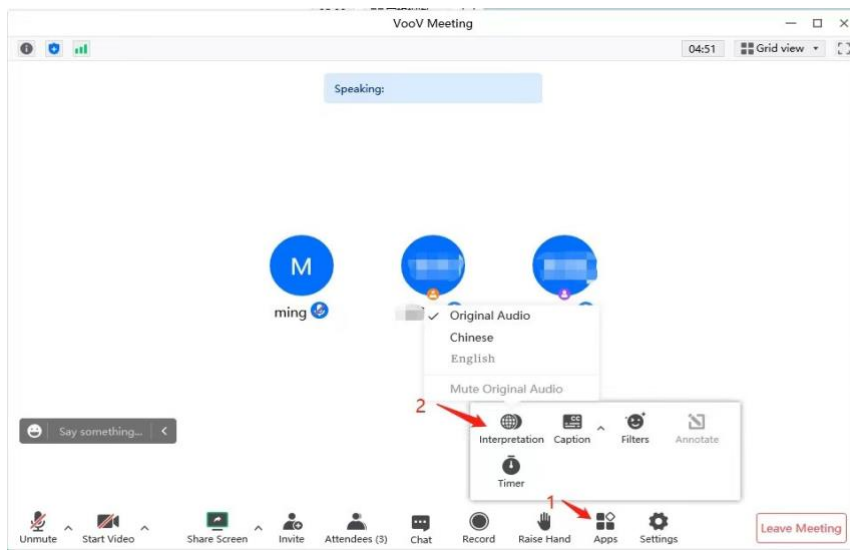 VooV Meeting
04:51
Grid view
Speaking:
M
ming
Original Audio
Chinese
English
Mute Original Audio
2
Say something...
Interpretation
CC
Caption
Filters
Annotate
Timer
1
Unmute
Start Video
Share Screen
Invite
Attendees (3)
Chat
Record
Raise Hand
Apps
Settings
Leave Meeting